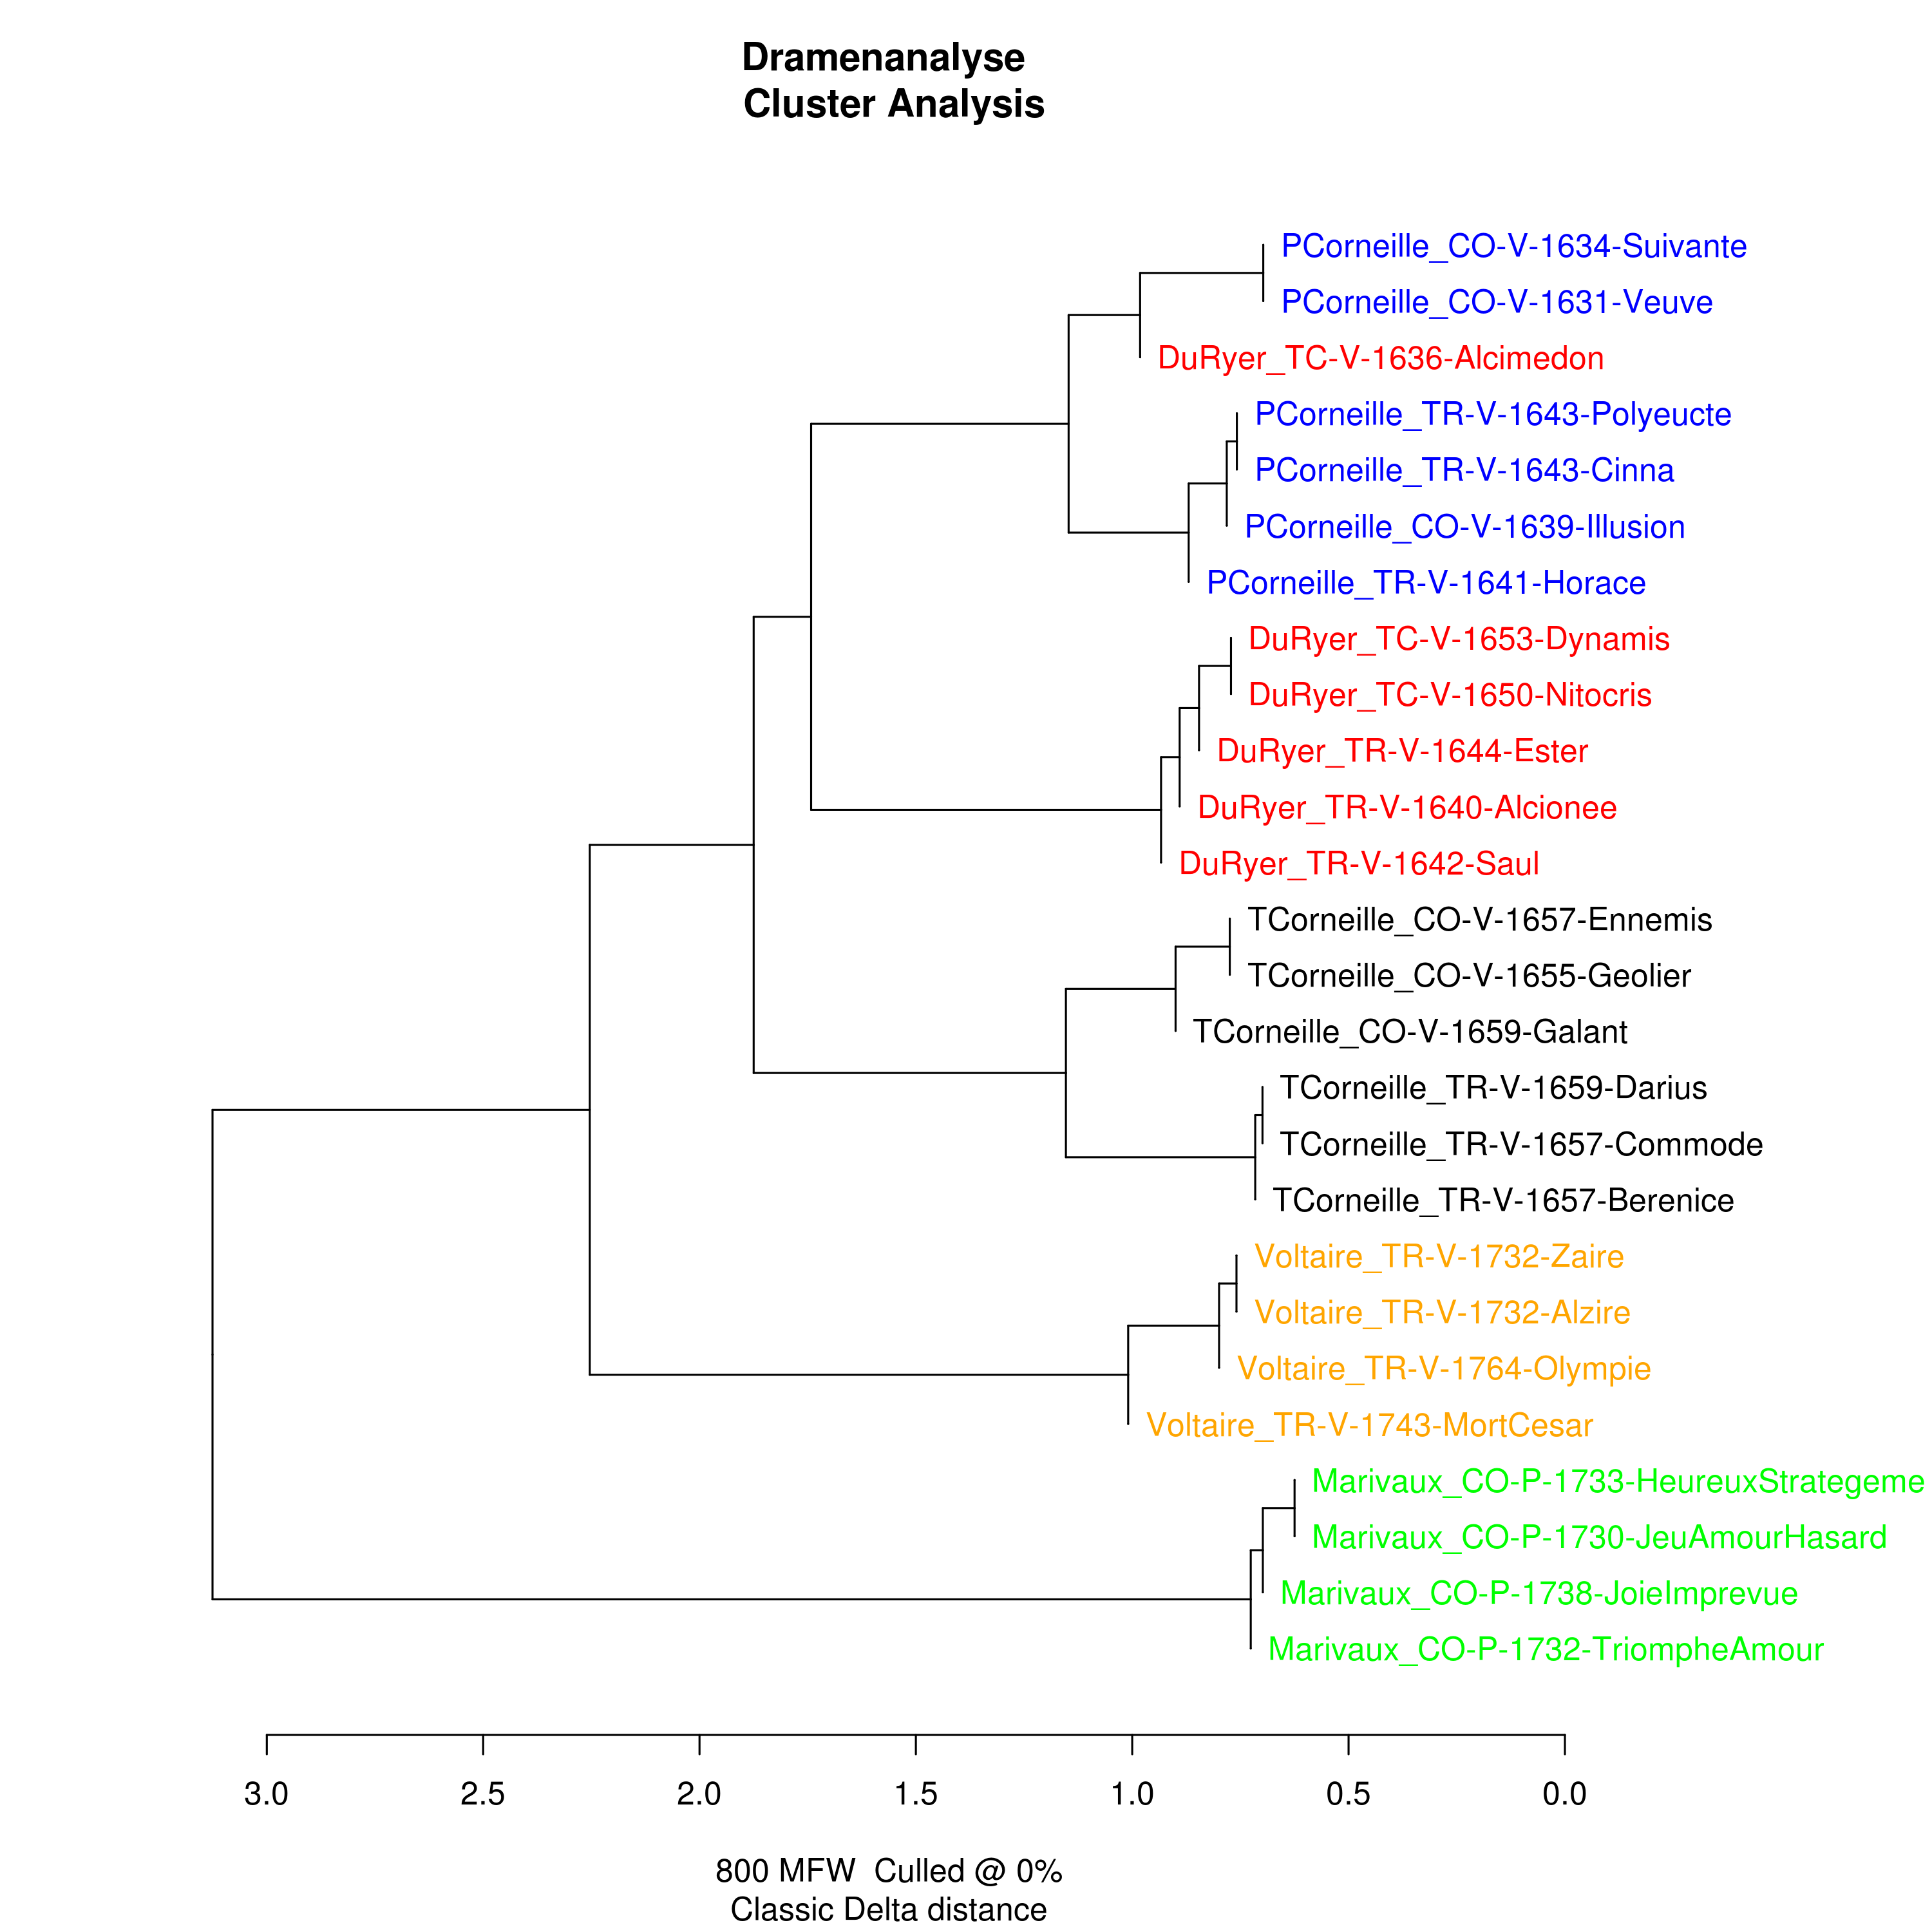 Dramenanalyse
Cluster Analysis
PCorneille_CO-V-1634-Suivante
PCorneille_CO-V-1631-Veuve
DuRyer_TC-V-1636-Alcimedon
PCorneille_TR-V-1643-Polyeucte
PCorneille_TR-V-1643-Cinna
PCorneille_CO-V-1639-Illusion
PCorneille_TR-V-1641-Horace
DuRyer_TC-V-1653-Dynamis
DuRyer_TC-V-1650-Nitocris
DuRyer_TR-V-1644-Ester
DuRyer_TR-V-1640-Alcionee
DuRyer_TR-V-1642-Saul
TCorneille_CO-V-1657-Ennemis
TCorneille_CO-V-1655-Geolier
TCorneille_CO-V-1659-Galant
TCorneille_TR-V-1659-Darius
TCorneille_TR-V-1657-Commode
TCorneille_TR-V-1657-Berenice
Voltaire_TR-V-1732-Zaire
Voltaire_TR-V-1732-Alzire
Voltaire_TR-V-1764-Olympie
Voltaire_TR-V-1743-MortCesar
Marivaux_CO-P-1733-HeureuxStrategeme
Marivaux_CO-P-1730-JeuAmourHasard
Marivaux_CO-P-1738-JoieImprevue
Marivaux_CO-P-1732-TriompheAmour
3.0 2.5 2.0 1.5 1.0 0.5 0.0
800 MFW Culled @ 0%
Classic Delta distance